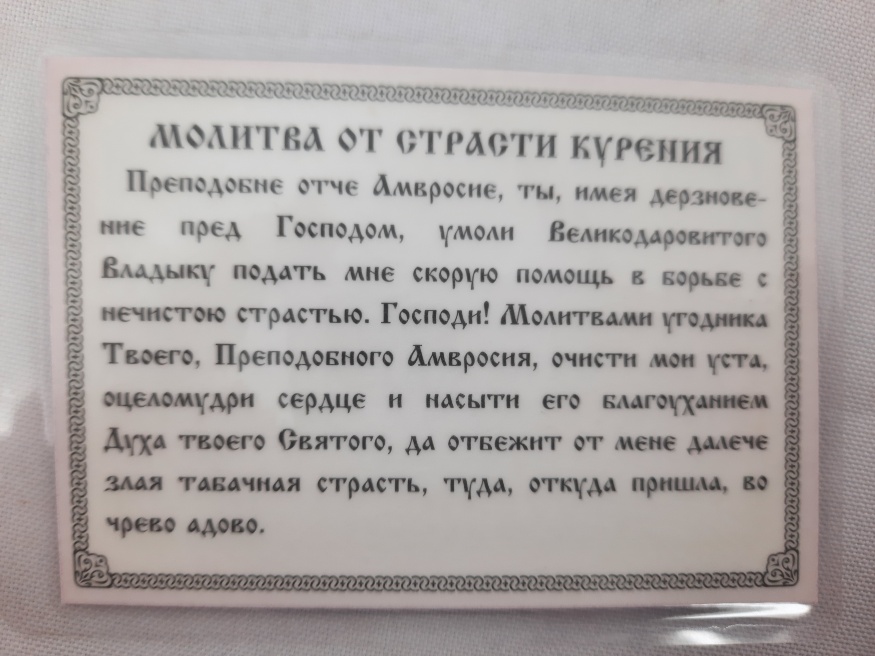 МОЛИТВА ОТ СТРАСТИ КУРЕНИЯ
Преподобне отче Амвросие, ты, имея дерзнове-
ние пред Господом, умоли Великодаровитого
Владыку подать мне скорую помощь в борьбе с
нечистою страстью. Господи! Молитвами угодника
Твоего, Преподобного Амвросия, очисти мои уста,
оцеломудри сердце и насыти его благоуханием
Духа твоего Святого, да отбежит от мене далече
злая табачная страсть, туда, откуда пришла, во
чрево адово.